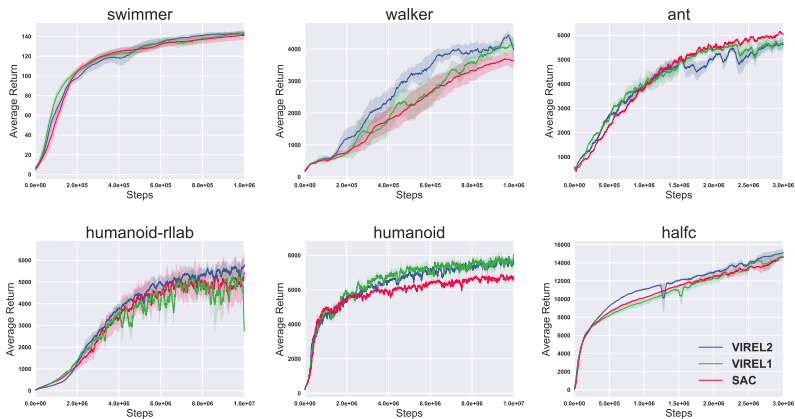 swimmer
Average Return
140
120
100
80
60
40
20
0
0.0e+00 2.0e+05 4.0e+05 6.0e+05 8.0e+05 1.0e+06
Steps
walker
Average Return
4000
3000
2000
1000
0
0.0e+00 2.0e+05 4.0e+05 6.0e+05 8.0e+05 1.0e+06
Steps
ant
Average Return
6000
5000
4000
3000
2000
1000
0.0e+00 5.0e+05 1.0e+06 1.5e+06 2.0e+06 2.5e+06 3.0e+06
Steps
humanoid-rllab
Average Return
6000
5000
4000
3000
2000
1000
0
0.0e+00 2.0e+06 4.0e+06 6.0e+06 8.0e+06 1.0e+07
Steps
humanoid
Average Return
8000
6000
4000
2000
0
0.0e+00 2.0e+06 4.0e+06 6.0e+06 8.0e+06 1.0e+07
Steps
halfc
Average Return
16000
14000
12000
10000
8000
6000
4000
2000
0
0.0e+00 5.0e+05 1.0e+06 1.5e+06 2.0e+06 2.5e+06 3.0e+06
Steps
VIREL2
VIREL1
SAC